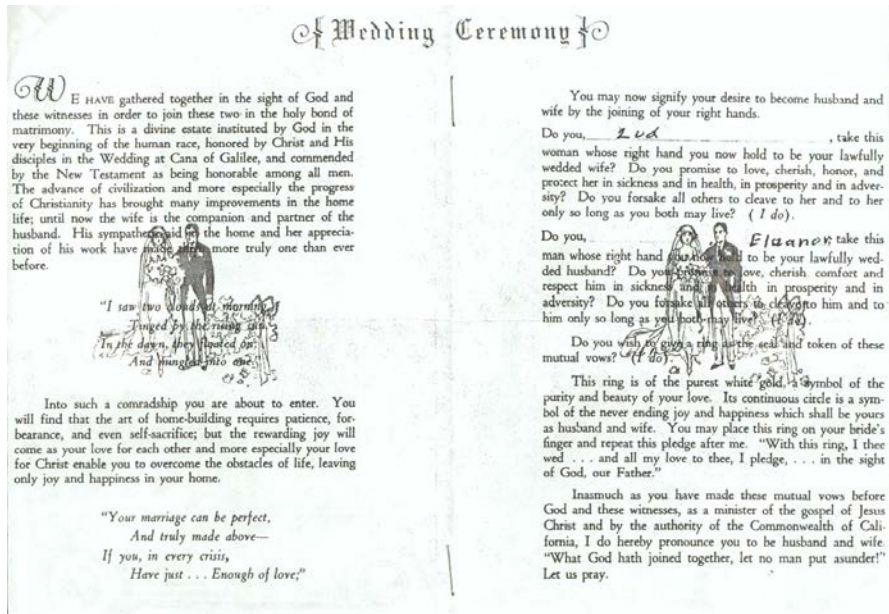 Wedding Ceremony
WE HAVE gathered together in the sight of God and
these witnesses in order to join these two in the holy bond of
matrimony. This is a divine estate instituted by God in the
very beginning of the human race, honored by Christ and His
disciples in the Wedding at Cana of Galilee, and commended
by the New Testament as being honorable among all men.
The advance of civilization and more especially the progress
of Christianity has brought many improvements in the home
life; until now the wife is the companion and partner of the
husband. His sympathetic aid in the home and her apprecia-
tion of his work have made them more truly one than ever
before.
"I saw two clouds at morning
Tinged by the rising sun
In the dawn, they floated on
And mingled into one"
Into such a comradship you are about to enter. You
will find that the art of home-building requires patience, for-
bearance, and even self-sacrifice; but the rewarding joy will
come as your love for each other and more especially your love
for Christ enable you to overcome the obstacles of life, leaving
only joy and happiness in your home.
"Your marriage can be perfect,
And truly made above—
If you, in every crisis,
Have just . . . Enough of love;"
You may now signify your desire to become husband and
wife by the joining of your right hands.
Do you, Lud, take this
woman whose right hand you now hold to be your lawfully
wedded wife? Do you promise to love, cherish, honor, and
protect her in sickness and in health, in prosperity and in adver-
sity? Do you forsake all others to cleave to her and to her
only so long as you both may live? (I do).
Do you, Eleanor, take this
man whose right hand you now hold to be your lawfully wed-
ded husband? Do you promise to love, cherish comfort and
respect him in sickness and in health in prosperity and in
adversity? Do you forsake all others to cleave to him and to
him only so long as you both may live? (I do).
Do you wish to give a ring as the seal and token of these
mutual vows? (I do).
This ring is of the purest white gold, a symbol of the
purity and beauty of your love. Its continuous circle is a sym-
bol of the never ending joy and happiness which shall be yours
as husband and wife. You may place this ring on your bride's
finger and repeat this pledge after me. "With this ring, I thee
wed . . . and all my love to thee, I pledge, . . . in the sight
of God, our Father."
Inasmuch as you have made these mutual vows before
God and these witnesses, as a minister of the gospel of Jesus
Christ and by the authority of the Commonwealth of Cali-
fornia, I do hereby pronounce you to be husband and wife.
"What God hath joined together, let no man put asunder!"
Let us pray.